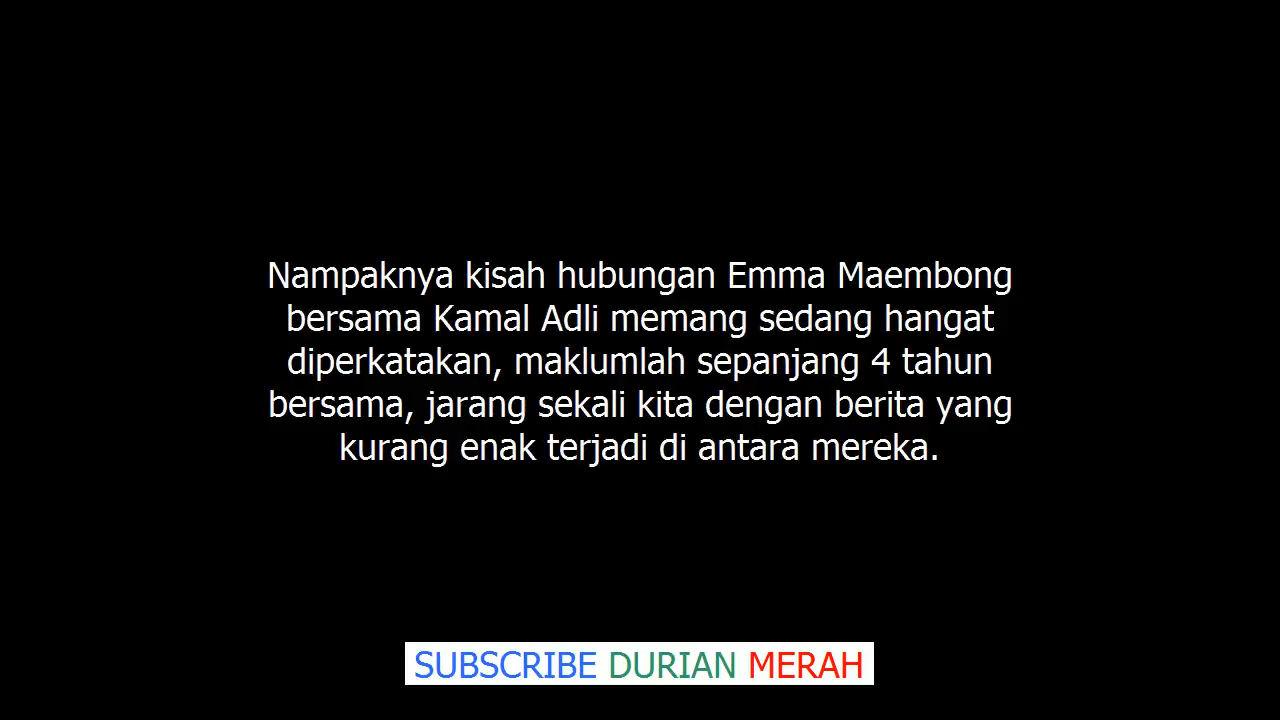 Nampaknya kisah hubungan Emma Maembong
bersama Kamal Adli memang sedang hangat
diperkatakan, maklumlah sepanjang 4 tahun
bersama, jarang sekali kita dengan berita yang
kurang enak terjadi di antara mereka.
SUBSCRIBE DURIAN MERAH